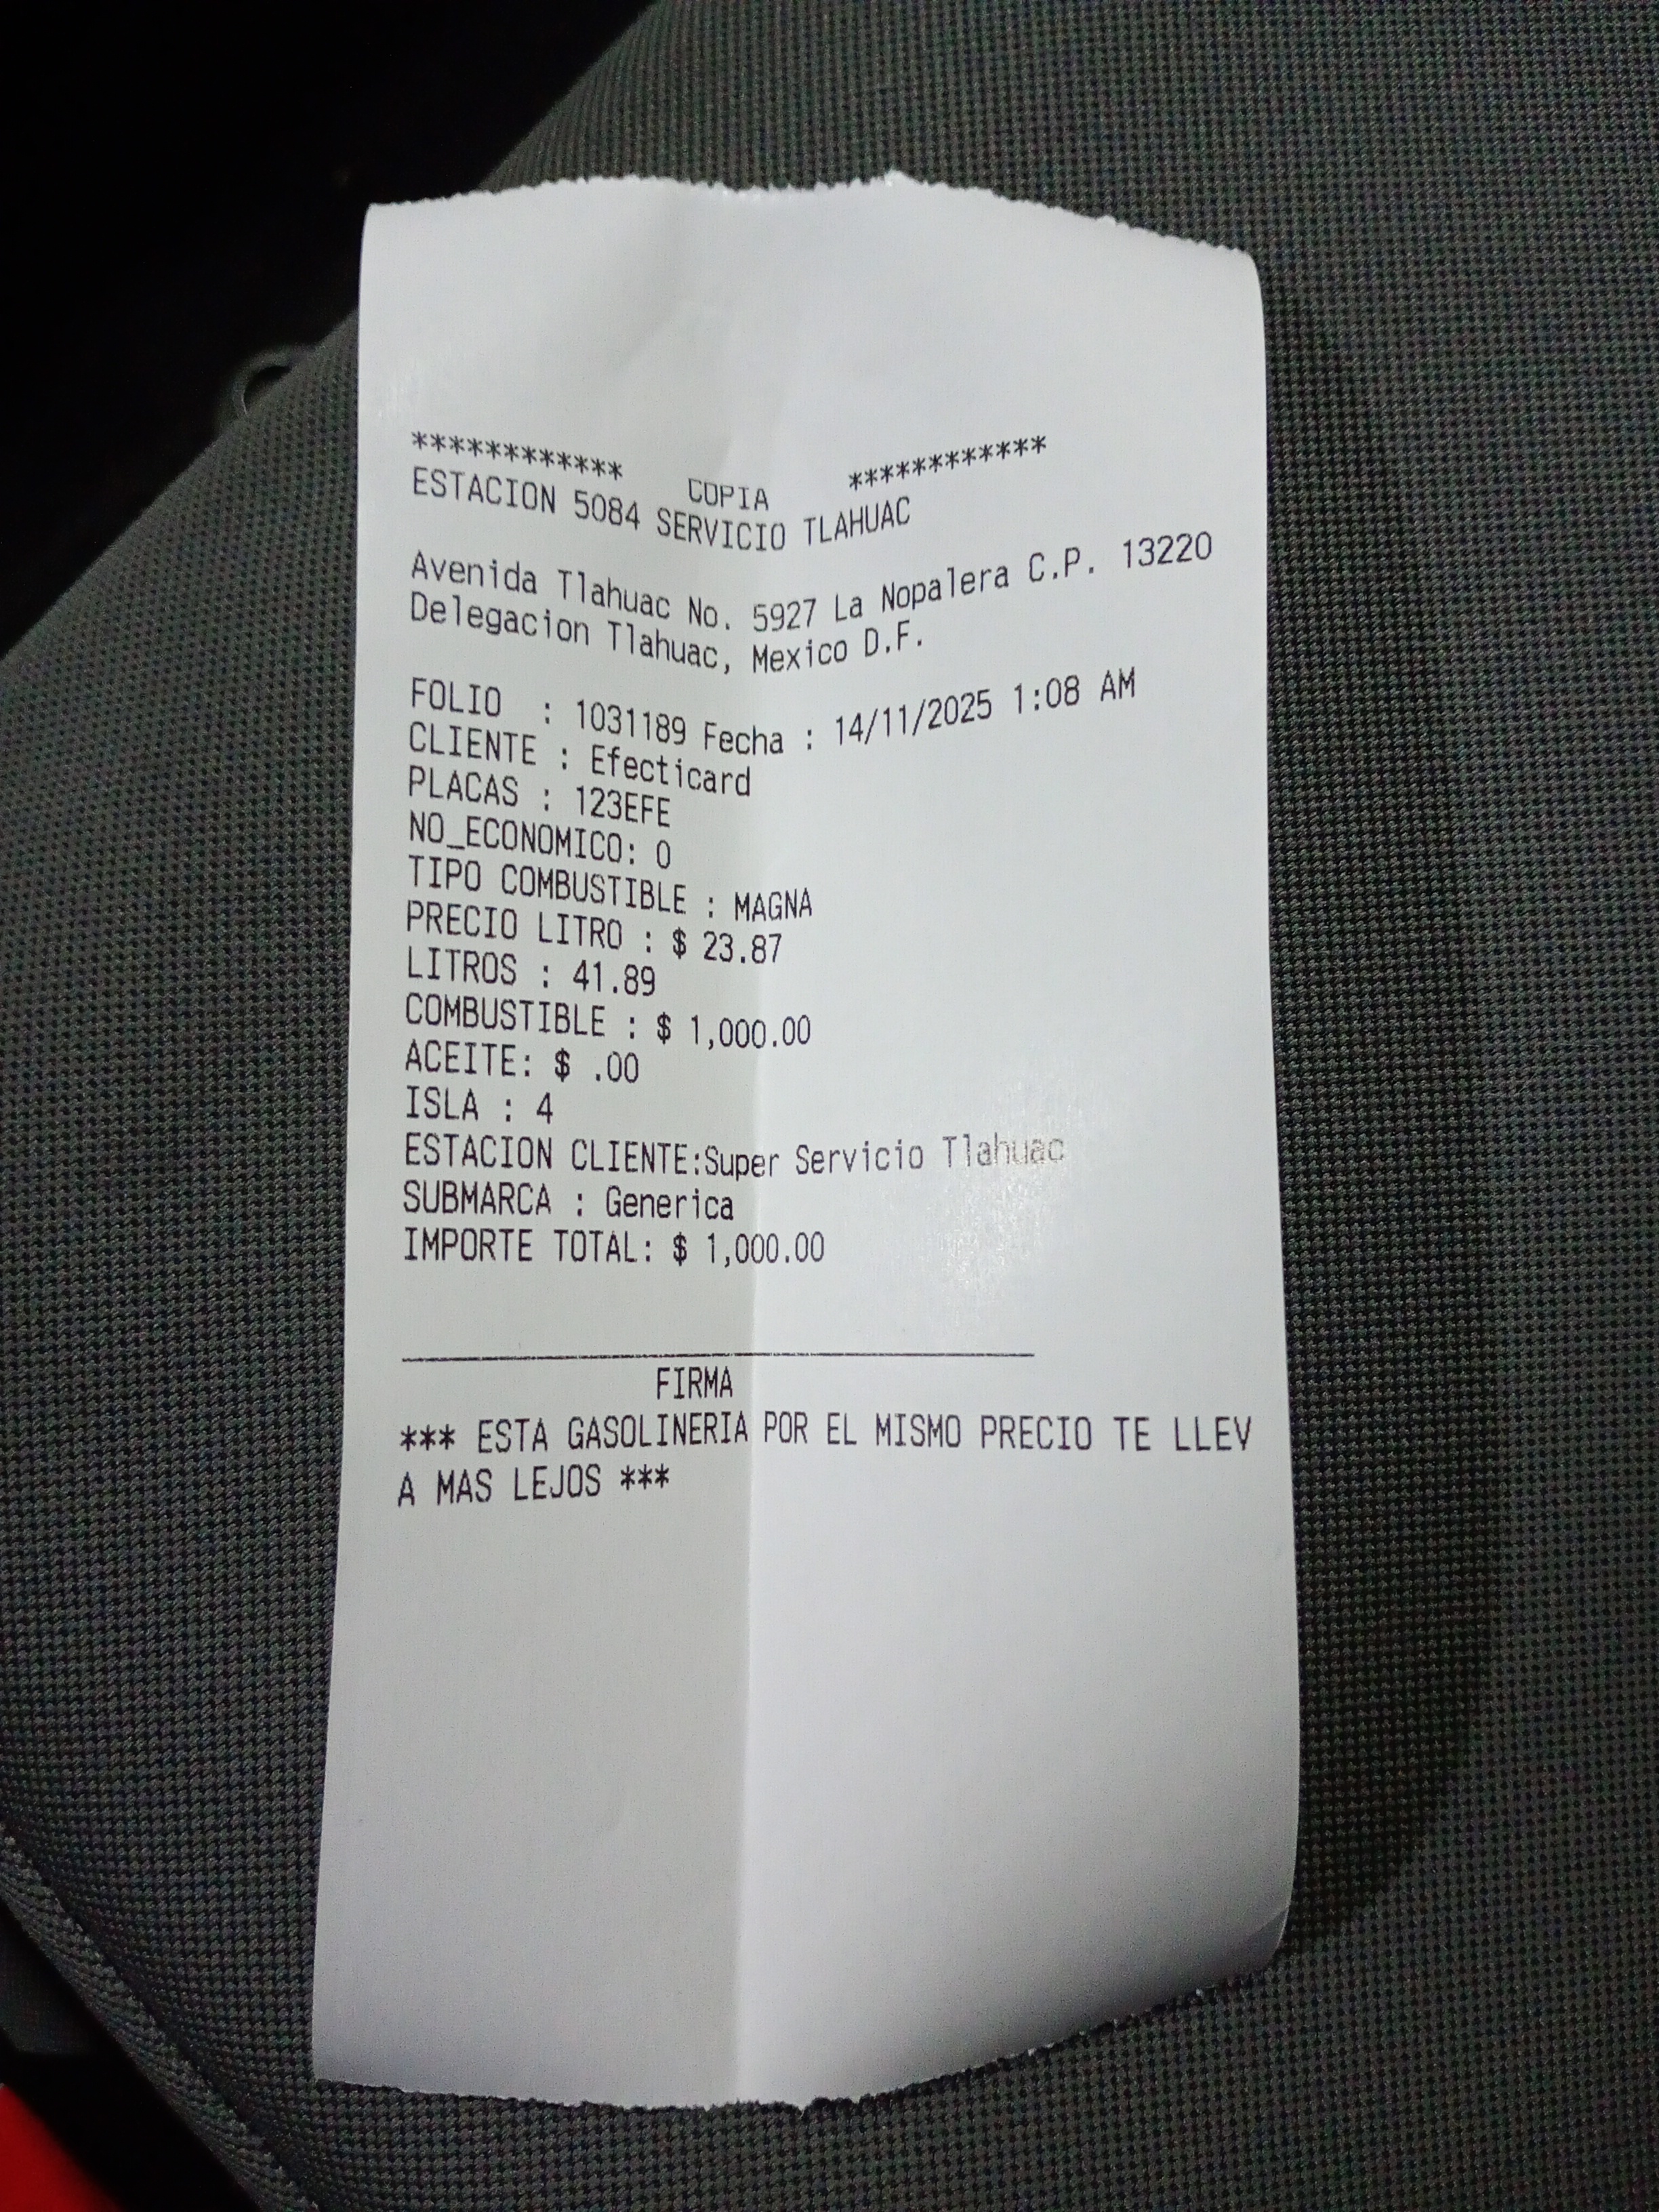 ************ COPIA ************
ESTACION 5084 SERVICIO TLAHUAC
Avenida Tlahuac No. 5927 La Nopalera C.P. 13220
Delegacion Tlahuac, Mexico D.F.
FOLIO : 1031189 Fecha : 14/11/2025 1:08 AM
CLIENTE : Efecticard
PLACAS : 123EFE
NO_ECONOMICO: 0
TIPO COMBUSTIBLE : MAGNA
PRECIO LITRO : $ 23.87
LITROS : 41.89
COMBUSTIBLE : $ 1,000.00
ACEITE: $ .00
ISLA : 4
ESTACION CLIENTE:Super Servicio Tlahuac
SUBMARCA : Generica
IMPORTE TOTAL: $ 1,000.00
FIRMA
*** ESTA GASOLINERIA POR EL MISMO PRECIO TE LLEV
A MAS LEJOS ***